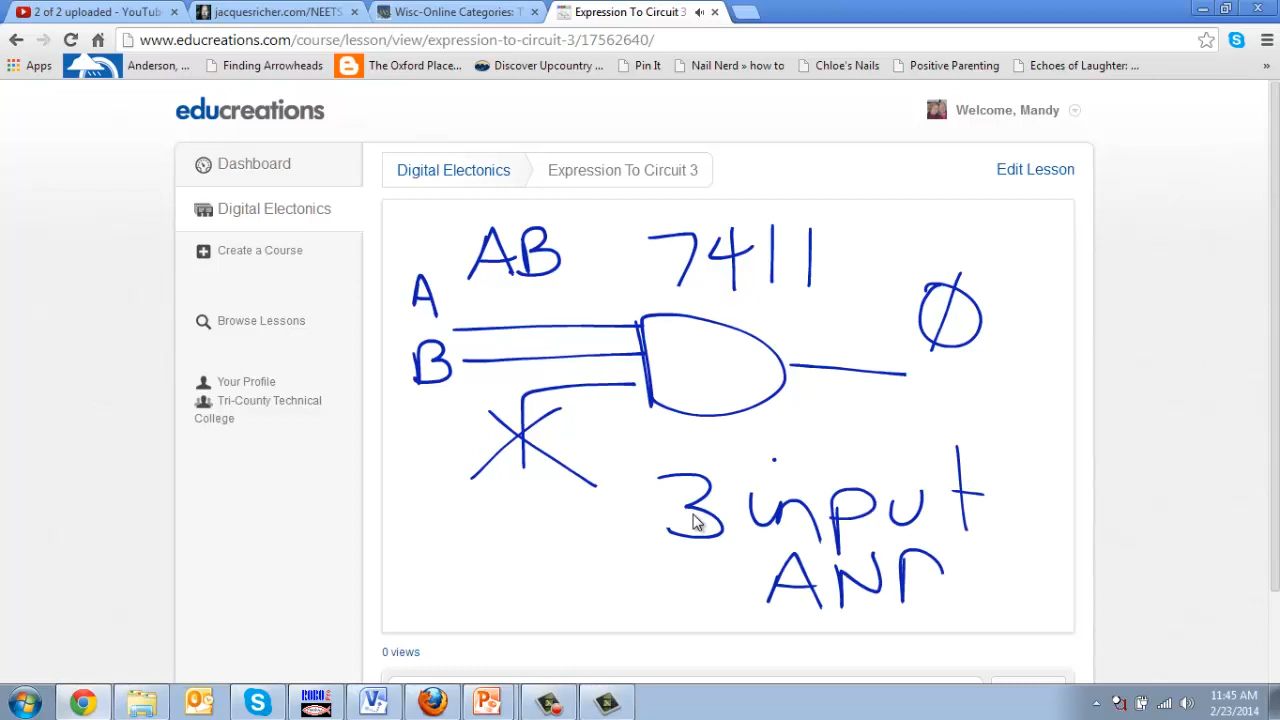 2 of 2 uploaded - YouTub
jacquesricher.com/NEETS
Wisc-Online Categories: T
Expression To Circuit 3
www.educreations.com/course/lesson/view/expression-to-circuit-3/17562640/
Apps
Anderson, ...
Finding Arrowheads
The Oxford Place...
Discover Upcountry ...
Pin It
Nail Nerd » how to
Chloe's Nails
Positive Parenting
Echoes of Laughter: ...
»
educreations
Welcome, Mandy
Dashboard
Digital Electonics
Create a Course
Browse Lessons
Your Profile
Tri-County Technical
College
Digital Electonics
Expression To Circuit 3
Edit Lesson
AB 7411
A
B
Ø
3 input
AND
0 views
11:45 AM
2/23/2014